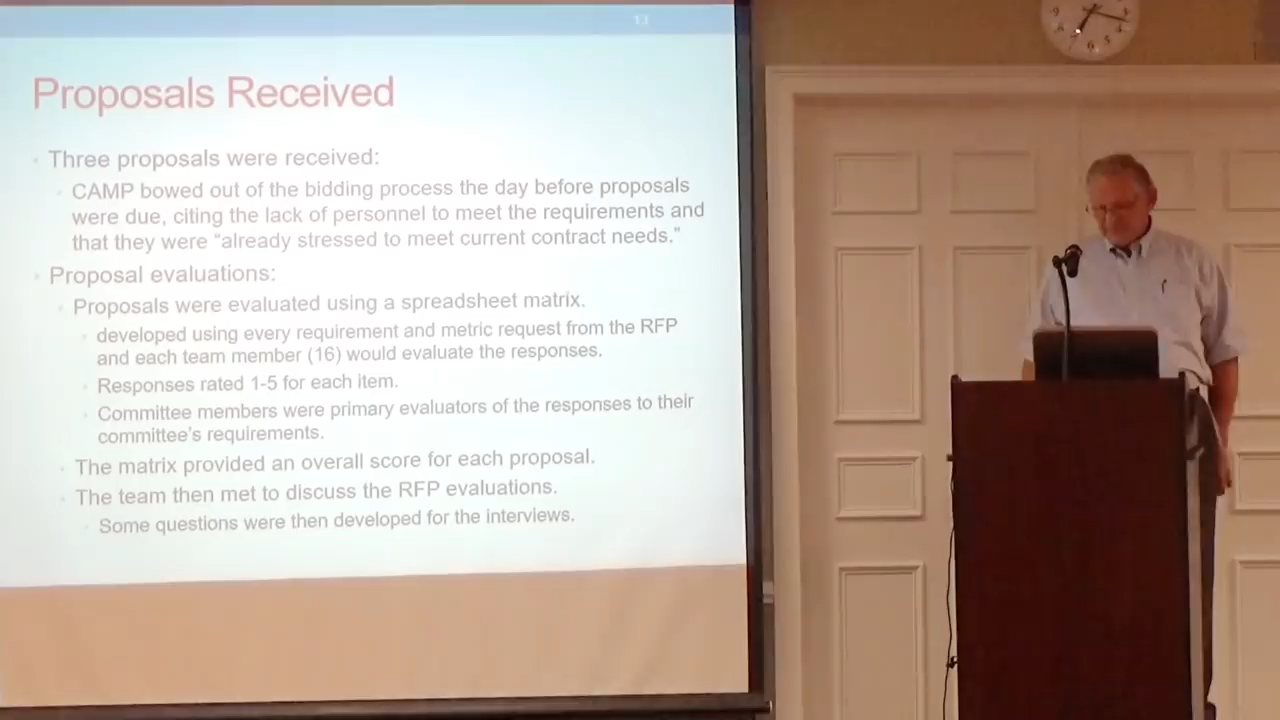 13
Proposals Received
Three proposals were received:
CAMP bowed out of the bidding process the day before proposals
were due, citing the lack of personnel to meet the requirements and
that they were “already stressed to meet current contract needs.”
Proposal evaluations:
Proposals were evaluated using a spreadsheet matrix.
developed using every requirement and metric request from the RFP
and each team member (16) would evaluate the responses.
Responses rated 1-5 for each item.
Committee members were primary evaluators of the responses to their
committee's requirements.
The matrix provided an overall score for each proposal.
The team then met to discuss the RFP evaluations.
Some questions were then developed for the interviews.